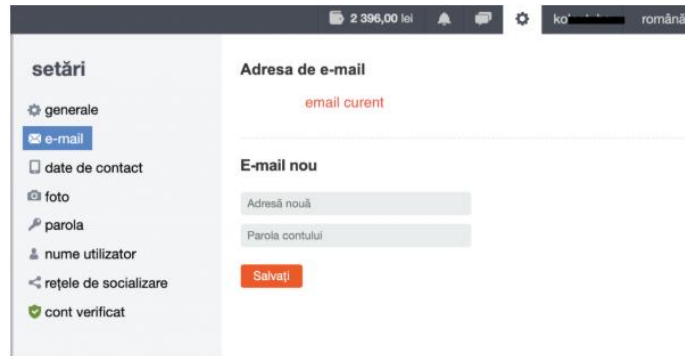 2 396,00 lei
română
setări
generale
e-mail
date de contact
foto
parola
nume utilizator
rețele de socializare
cont verificat
Adresa de e-mail
email curent
E-mail nou
Adresă nouă
Parola contului
Salvați